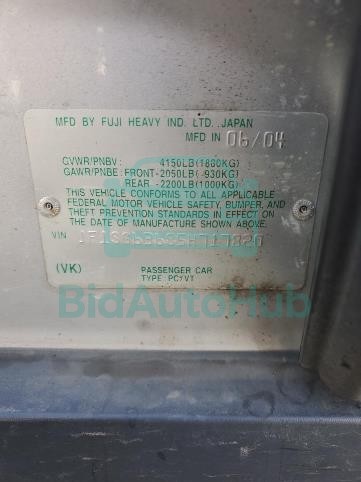 MFD BY FUJI HEAVY IND. LTD., JAPAN
MFD IN 06/04
GVWR/PNBV: 4150LB(1880KG)
GAWR/PNBE: FRONT-2050LB( -930KG)
REAR. -2200LB(1000KG)
THIS VEHICLE CONFORMS TO ALL APPLICABLE
FEDERAL MOTOR VEHICLE SAFETY, BUMPER, AND
THEFT PREVENTION STANDARDS IN EFFECT ON THE
DATE OF MANUFACTURE SHOWN ABOVE.
VIN
(VK)
PASSENGER CAR
TYPE
BidAutoHub